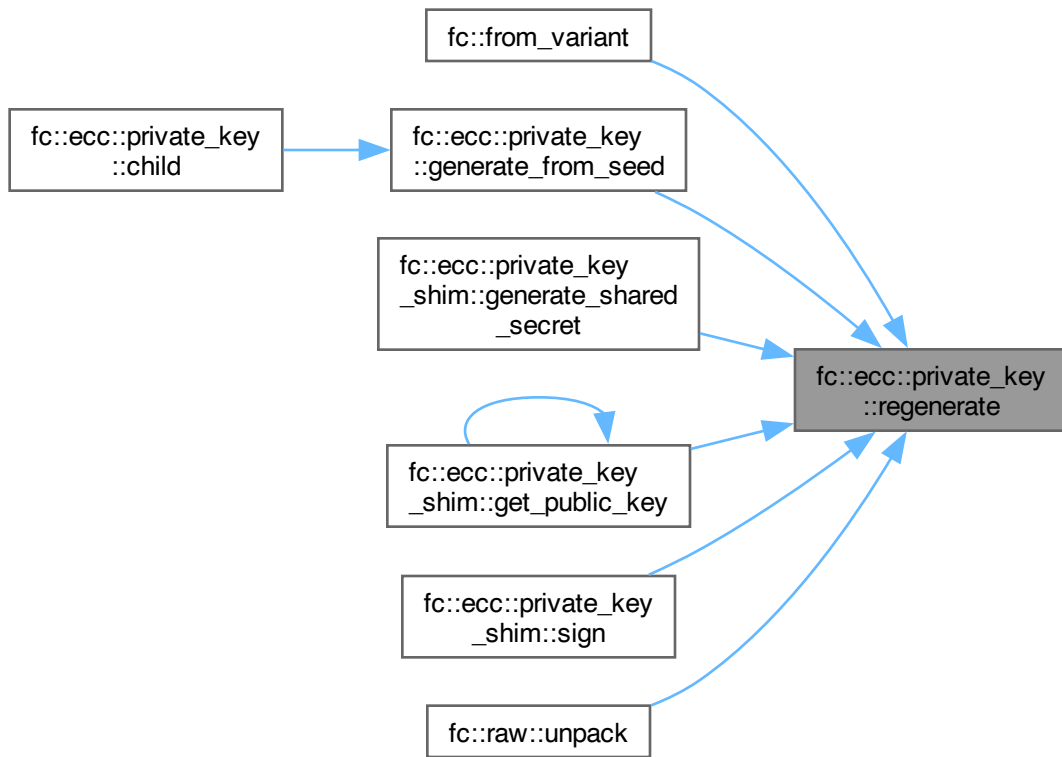 fc::from_variant
fc::ecc::private_key
::child
fc::ecc::private_key
::generate_from_seed
fc::ecc::private_key
_shim::generate_shared
_secret
fc::ecc::private_key
::regenerate
fc::ecc::private_key
_shim::get_public_key
fc::ecc::private_key
_shim::sign
fc::raw::unpack